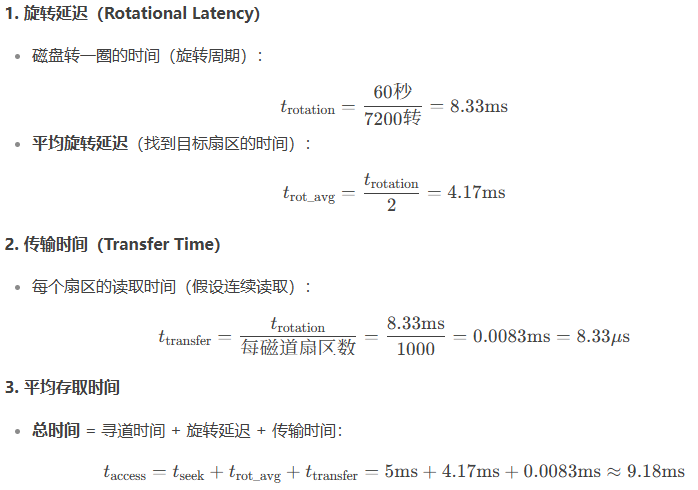 1. 旋转延迟（Rotational Latency）
• 磁盘转一圈的时间（旋转周期）：
t_rotation = 60秒/7200转 = 8.33ms
• 平均旋转延迟（找到目标扇区的时间）：
t_rot_avg = t_rotation/2 = 4.17ms
2. 传输时间（Transfer Time）
• 每个扇区的读取时间（假设连续读取）：
t_transfer = t_rotation/每磁道扇区数 = 8.33ms/1000 = 0.0083ms = 8.33μs
3. 平均存取时间
• 总时间 = 寻道时间 + 旋转延迟 + 传输时间：
t_access = t_seek + t_rot_avg + t_transfer = 5ms + 4.17ms + 0.0083ms ≈ 9.18ms